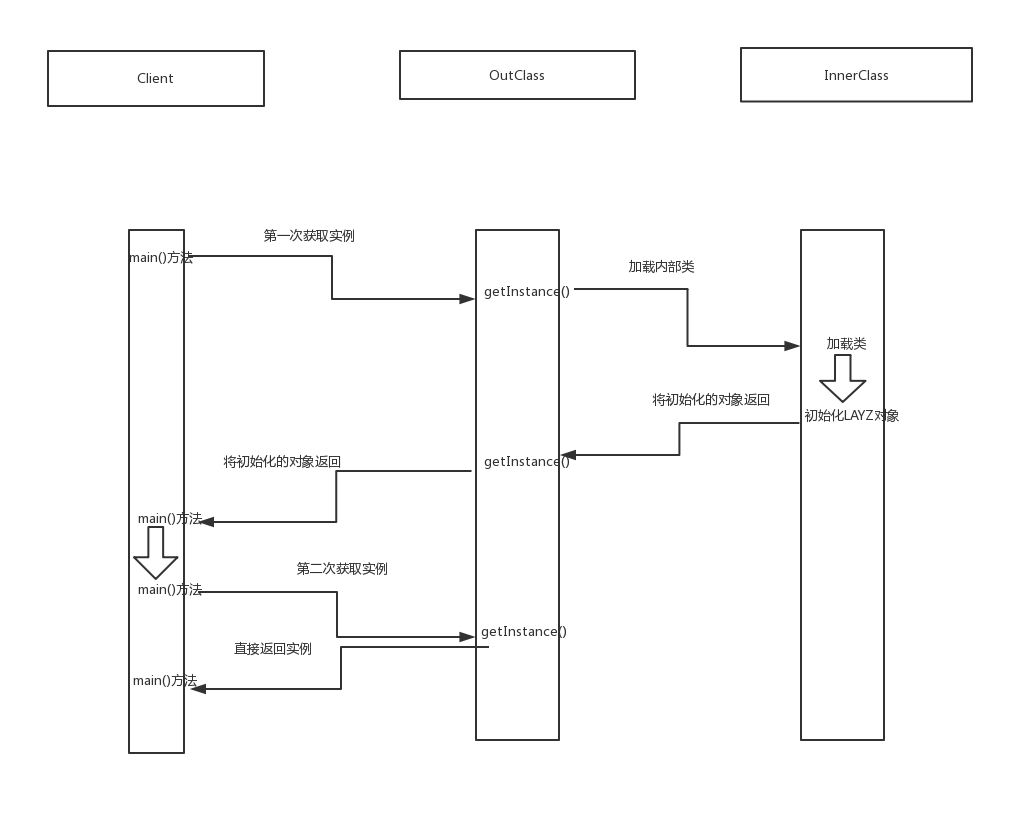 Client
OutClass
InnerClass
第一次获取实例
main()方法
加载内部类
getInstance()
加载类
将初始化的对象返回
初始化LAYZ对象
将初始化的对象返回
getInstance()
main()方法
第二次获取实例
main()方法
getInstance()
直接返回实例
main()方法